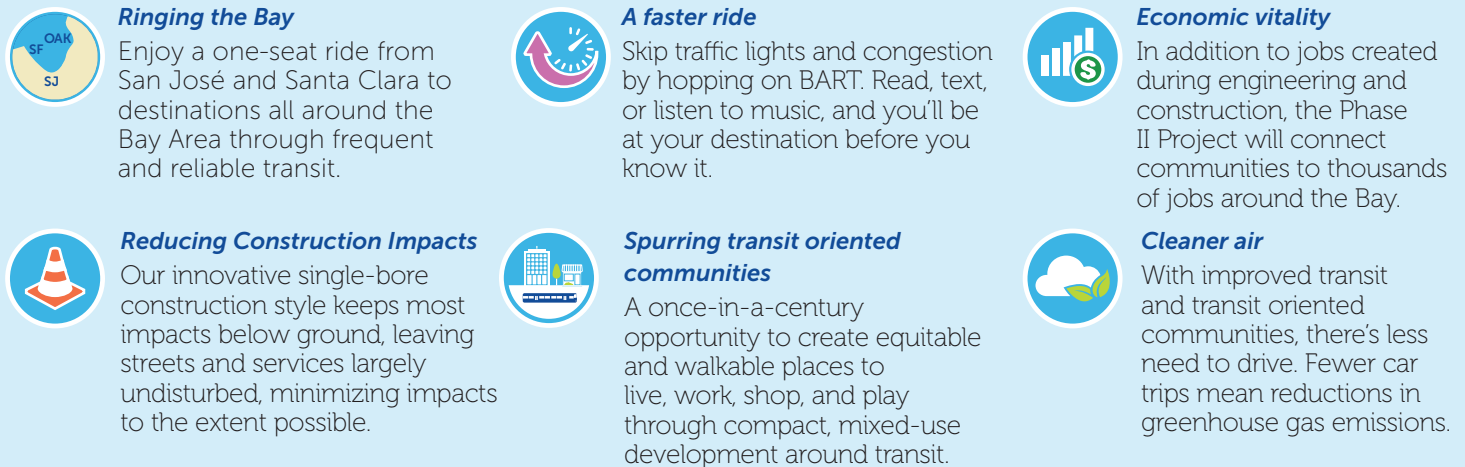 OAK
SF
SJ
Ringing the Bay
Enjoy a one-seat ride from
San José and Santa Clara to
destinations all around the
Bay Area through frequent
and reliable transit.
A faster ride
Skip traffic lights and congestion
by hopping on BART. Read, text,
or listen to music, and you’ll be
at your destination before you
know it.
$
Economic vitality
In addition to jobs created
during engineering and
construction, the Phase
II Project will connect
communities to thousands
of jobs around the Bay.
Reducing Construction Impacts
Our innovative single-bore
construction style keeps most
impacts below ground, leaving
streets and services largely
undisturbed, minimizing impacts
to the extent possible.
Spurring transit oriented
communities
A once-in-a-century
opportunity to create equitable
and walkable places to
live, work, shop, and play
through compact, mixed-use
development around transit.
Cleaner air
With improved transit
and transit oriented
communities, there’s less
need to drive. Fewer car
trips mean reductions in
greenhouse gas emissions.